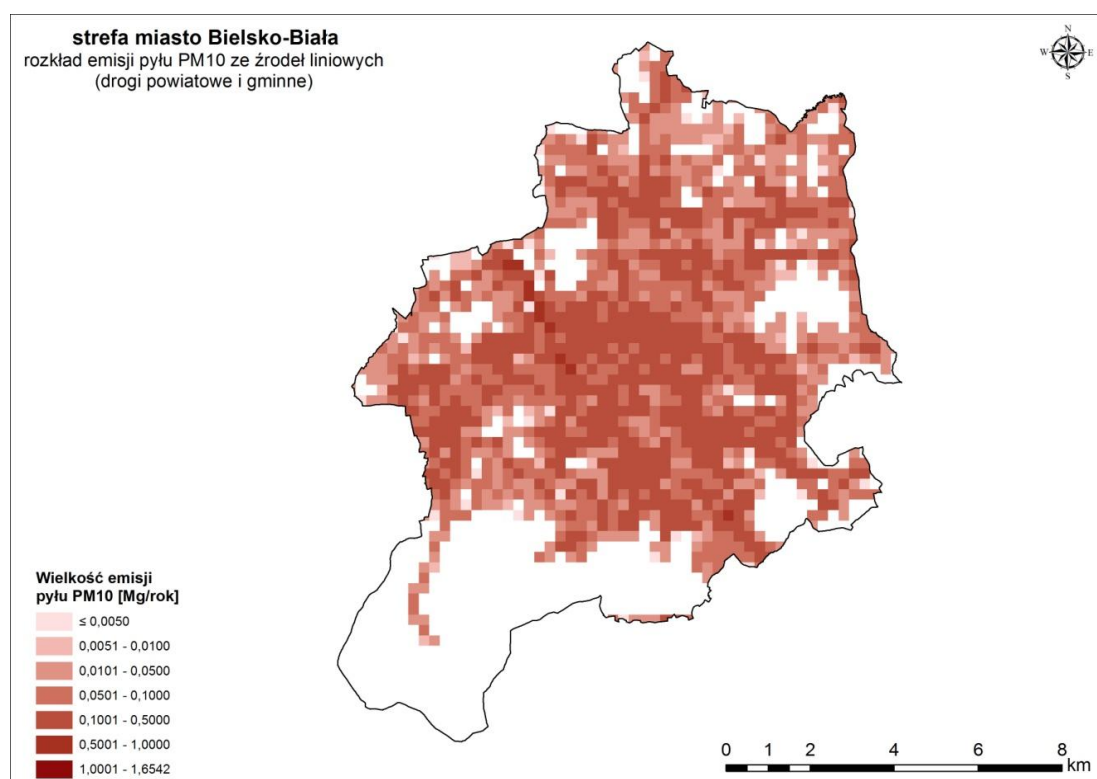 strefa miasto Bielsko-Biała
rozkład emisji pyłu PM10 ze źrodeł liniowych
(drogi powiatowe i gminne)
N
W E
S
Wielkość emisji
pyłu PM10 [Mg/rok]
≤ 0,0050
0,0051 - 0,0100
0,0101 - 0,0500
0,0501 - 0,1000
0,1001 - 0,5000
0,5001 - 1,0000
1,0001 - 1,6542
0 1 2 4 6 8
km